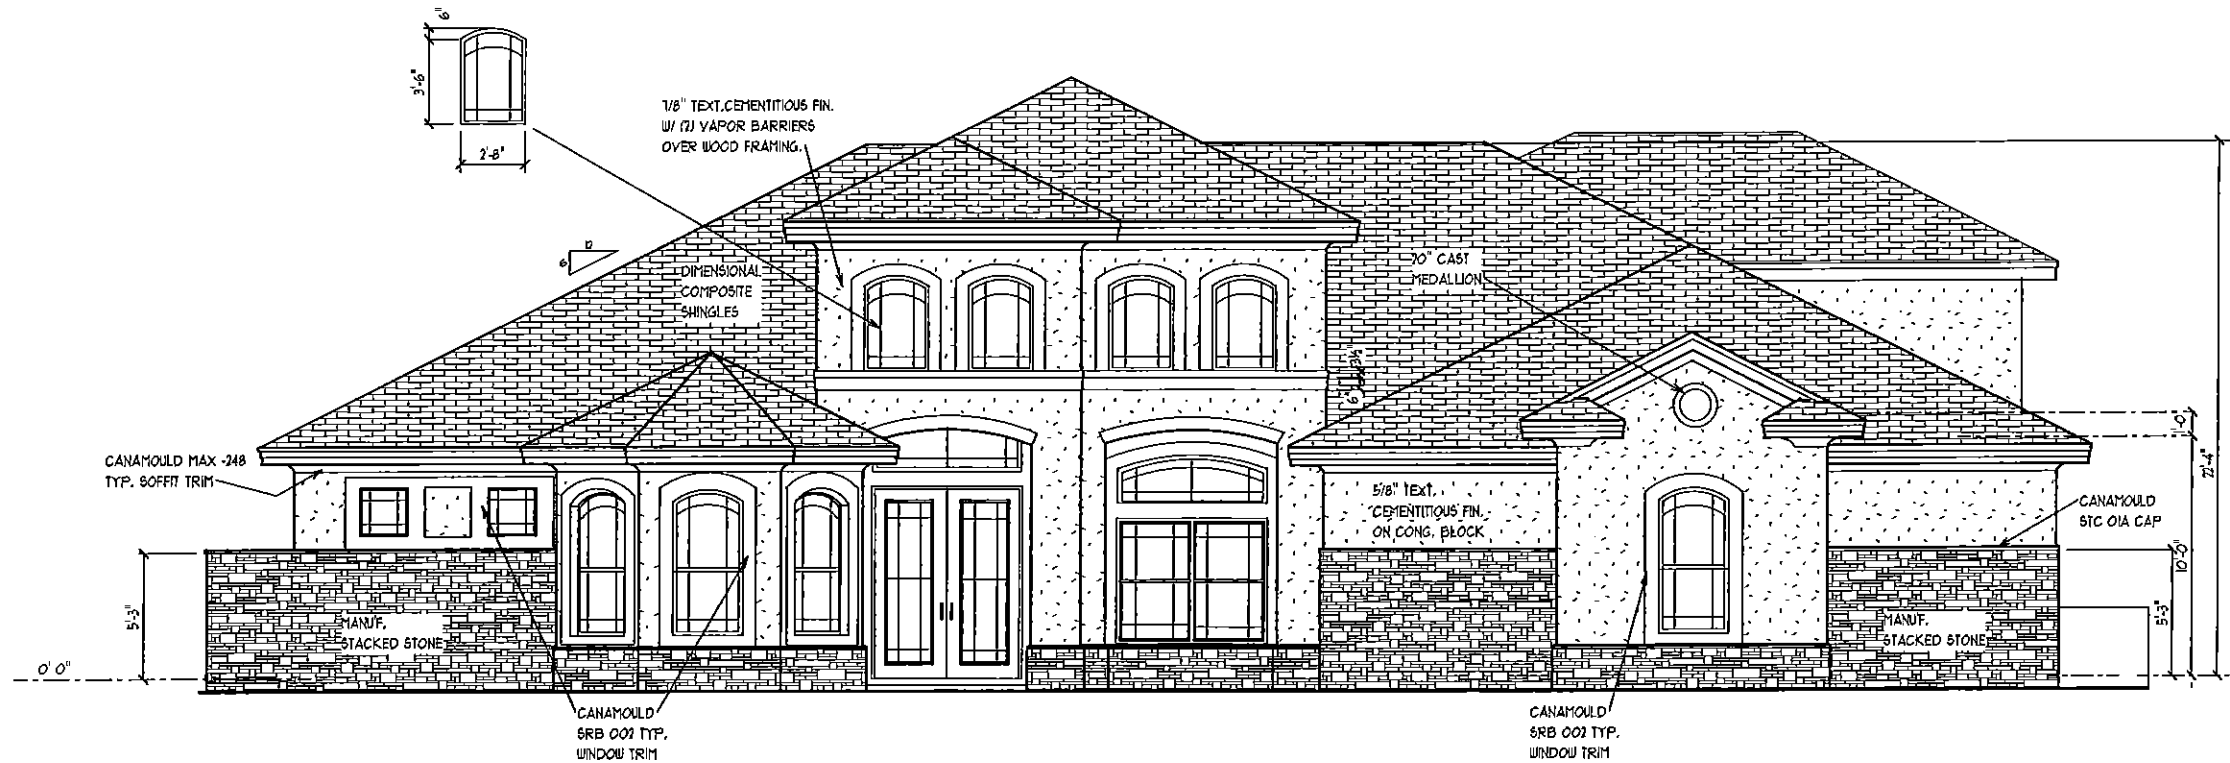 6"
3'-6"
2'-8"
7/8" TEXT. CEMENTITIOUS FIN.
W/ (2) VAPOR BARRIERS
OVER WOOD FRAMING.
12
6
DIMENSIONAL
COMPOSITE
SHINGLES
20" CAST
MEDALLION
CANAMOULD MAX -248
TYP. SOFFIT TRIM
5/8" TEXT.
CEMENTITIOUS FIN.
ON CONC. BLOCK
CANAMOULD
STC 01A CAP
1'-0"
22'-4"
10'-0"
5'-3"
5'-3"
0' 0"
MANUF.
STACKED STONE
MANUF.
STACKED STONE
CANAMOULD
SRB 002 TYP.
WINDOW TRIM
CANAMOULD
SRB 002 TYP.
WINDOW TRIM